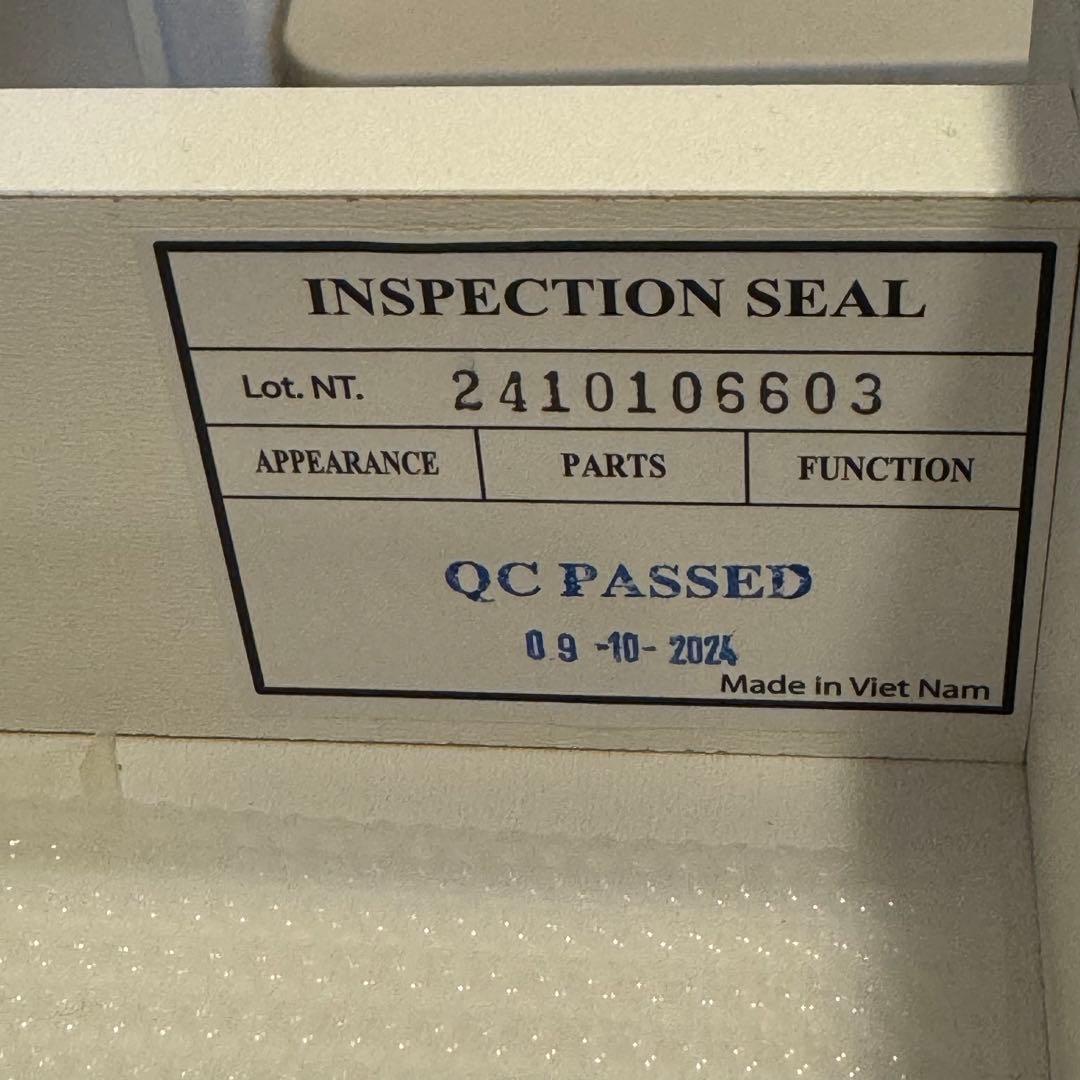 INSPECTION SEAL
Lot. NT. 2410106603
APPEARANCE PARTS FUNCTION
QC PASSED
09 -10- 2024
Made in Viet Nam